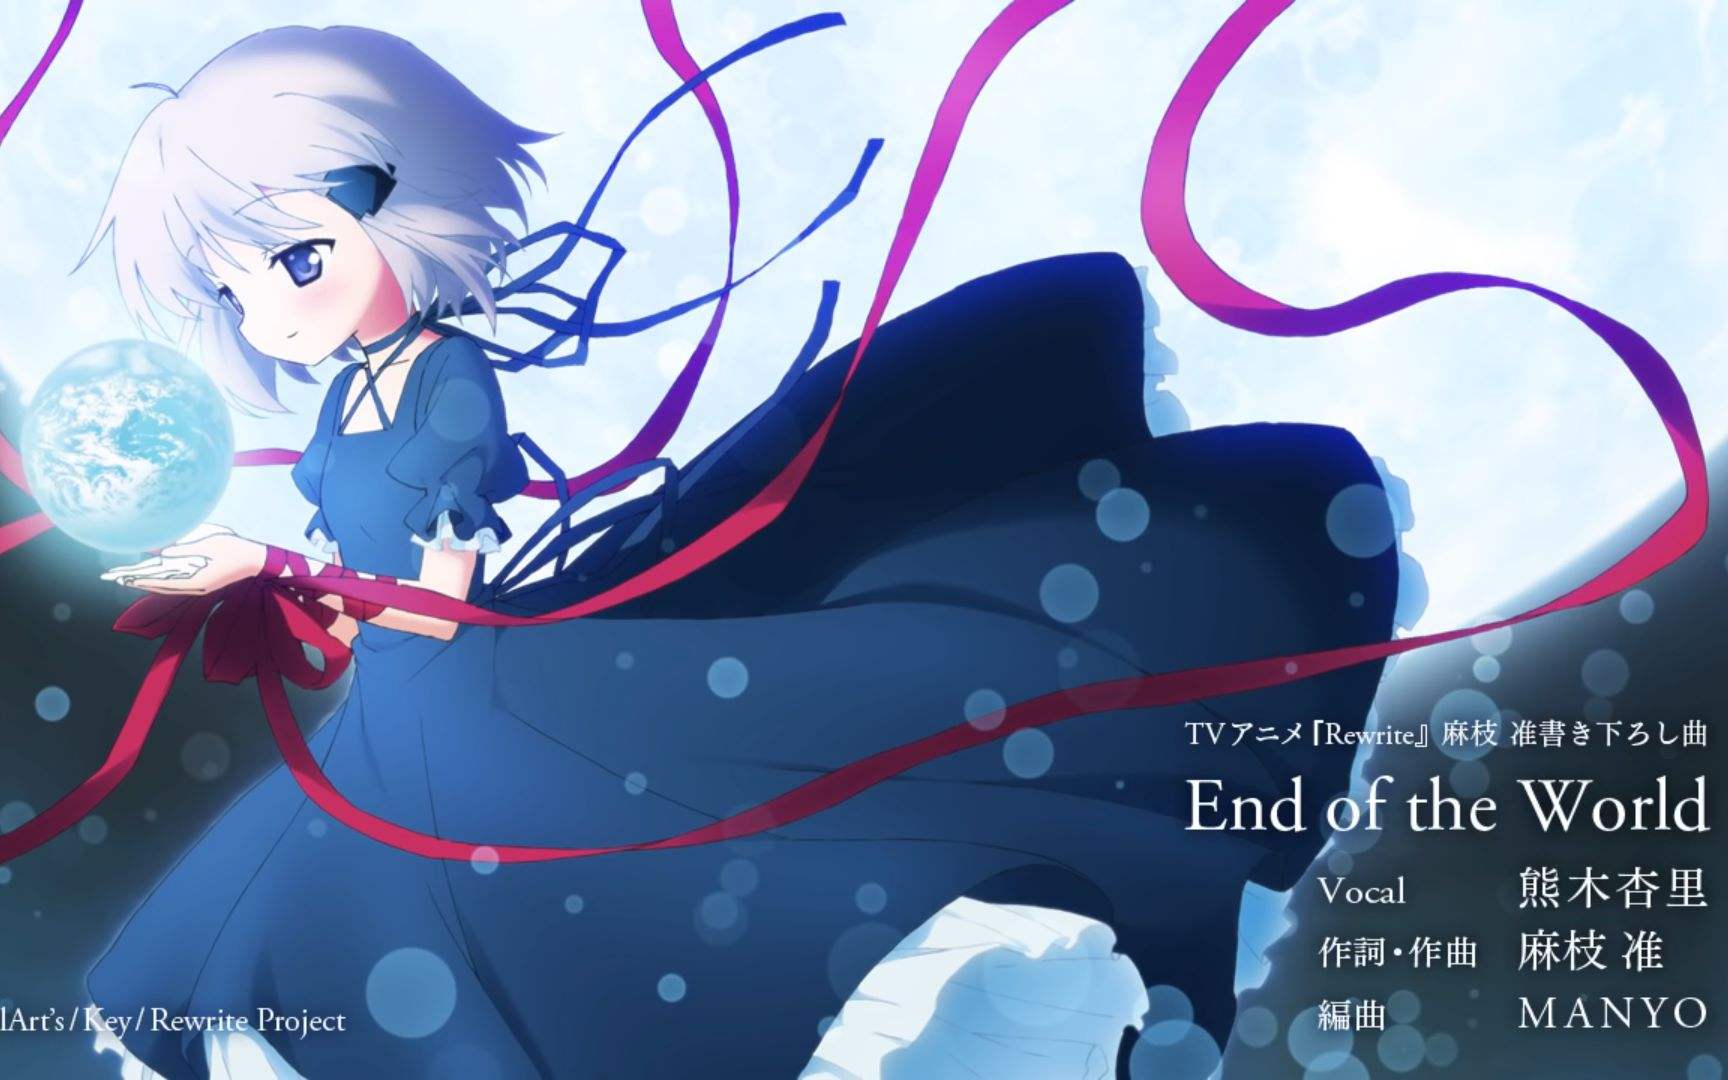 TVアニメ『Rewrite』麻枝 准書き下ろし曲
End of the World
Vocal 熊木杏里
作詞・作曲 麻枝 准
編曲 MANYO
lArt's/Key/Rewrite Project